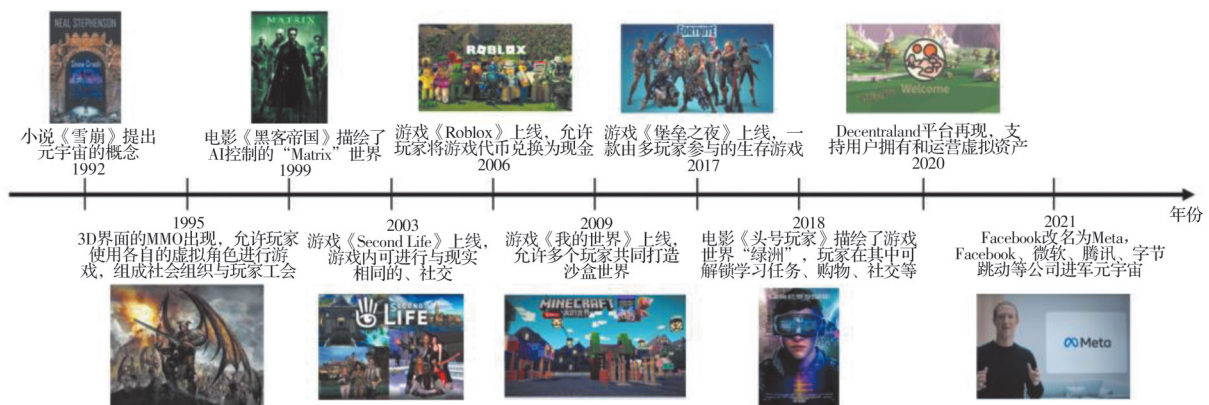 NEAL STEPHENSON
Snow Crash
MATRIX
ROBLOX
FORTNITE
Welcome
小说《雪崩》提出
元宇宙的概念
1992
电影《黑客帝国》描绘了
AI控制的“Matrix”世界
1999
游戏《Roblox》上线，允许
玩家将游戏代币兑换为现金
2006
游戏《堡垒之夜》上线，一
款由多玩家参与的生存游戏
2017
Decentraland平台再现，支
持用户拥有和运营虚拟资产
2020
年份
1995
3D界面的MMO出现，允许玩家
使用各自的虚拟角色进行游
戏，组成社会组织与玩家工会
2003
游戏《Second Life》上线，
游戏内可进行与现实
相同的、社交
2009
游戏《我的世界》上线，
允许多个玩家共同打造
沙盒世界
2018
电影《头号玩家》描绘了游戏
世界“绿洲”，玩家在其中可
解锁学习任务、购物、社交等
2021
Facebook改名为Meta，
Facebook、微软、腾讯、字节
跳动等公司进军元宇宙
SECOND
LIFE
MINECRAFT
Meta